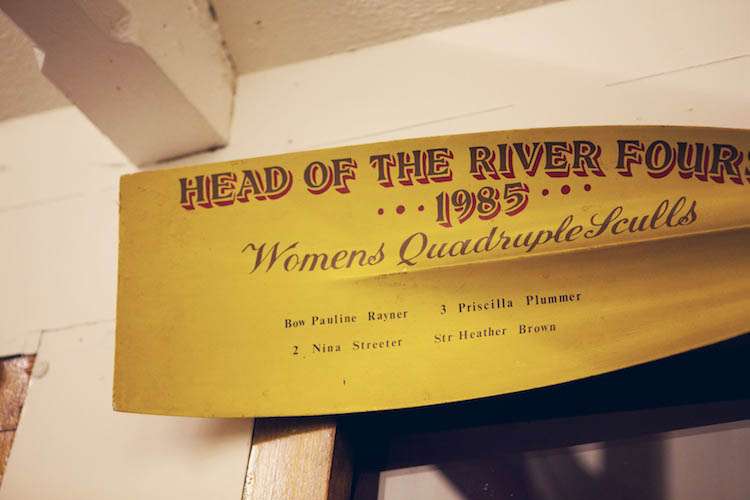 HEAD OF THE RIVER FOURS
...1985...
Womens Quadruple Sculls
Bow Pauline Rayner 3 Priscilla Plummer
2 Nina Streeter Str Heather Brown